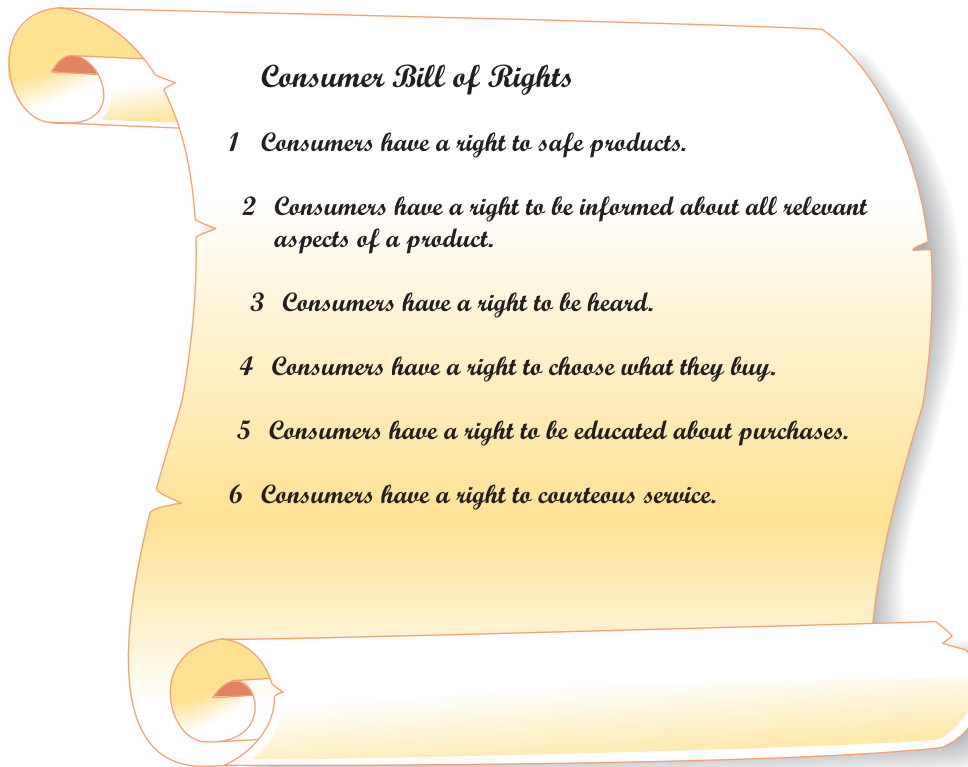 Consumer Bill of Rights
1 Consumers have a right to safe products.
2 Consumers have a right to be informed about all relevant
aspects of a product.
3 Consumers have a right to be heard.
4 Consumers have a right to choose what they buy.
5 Consumers have a right to be educated about purchases.
6 Consumers have a right to courteous service.